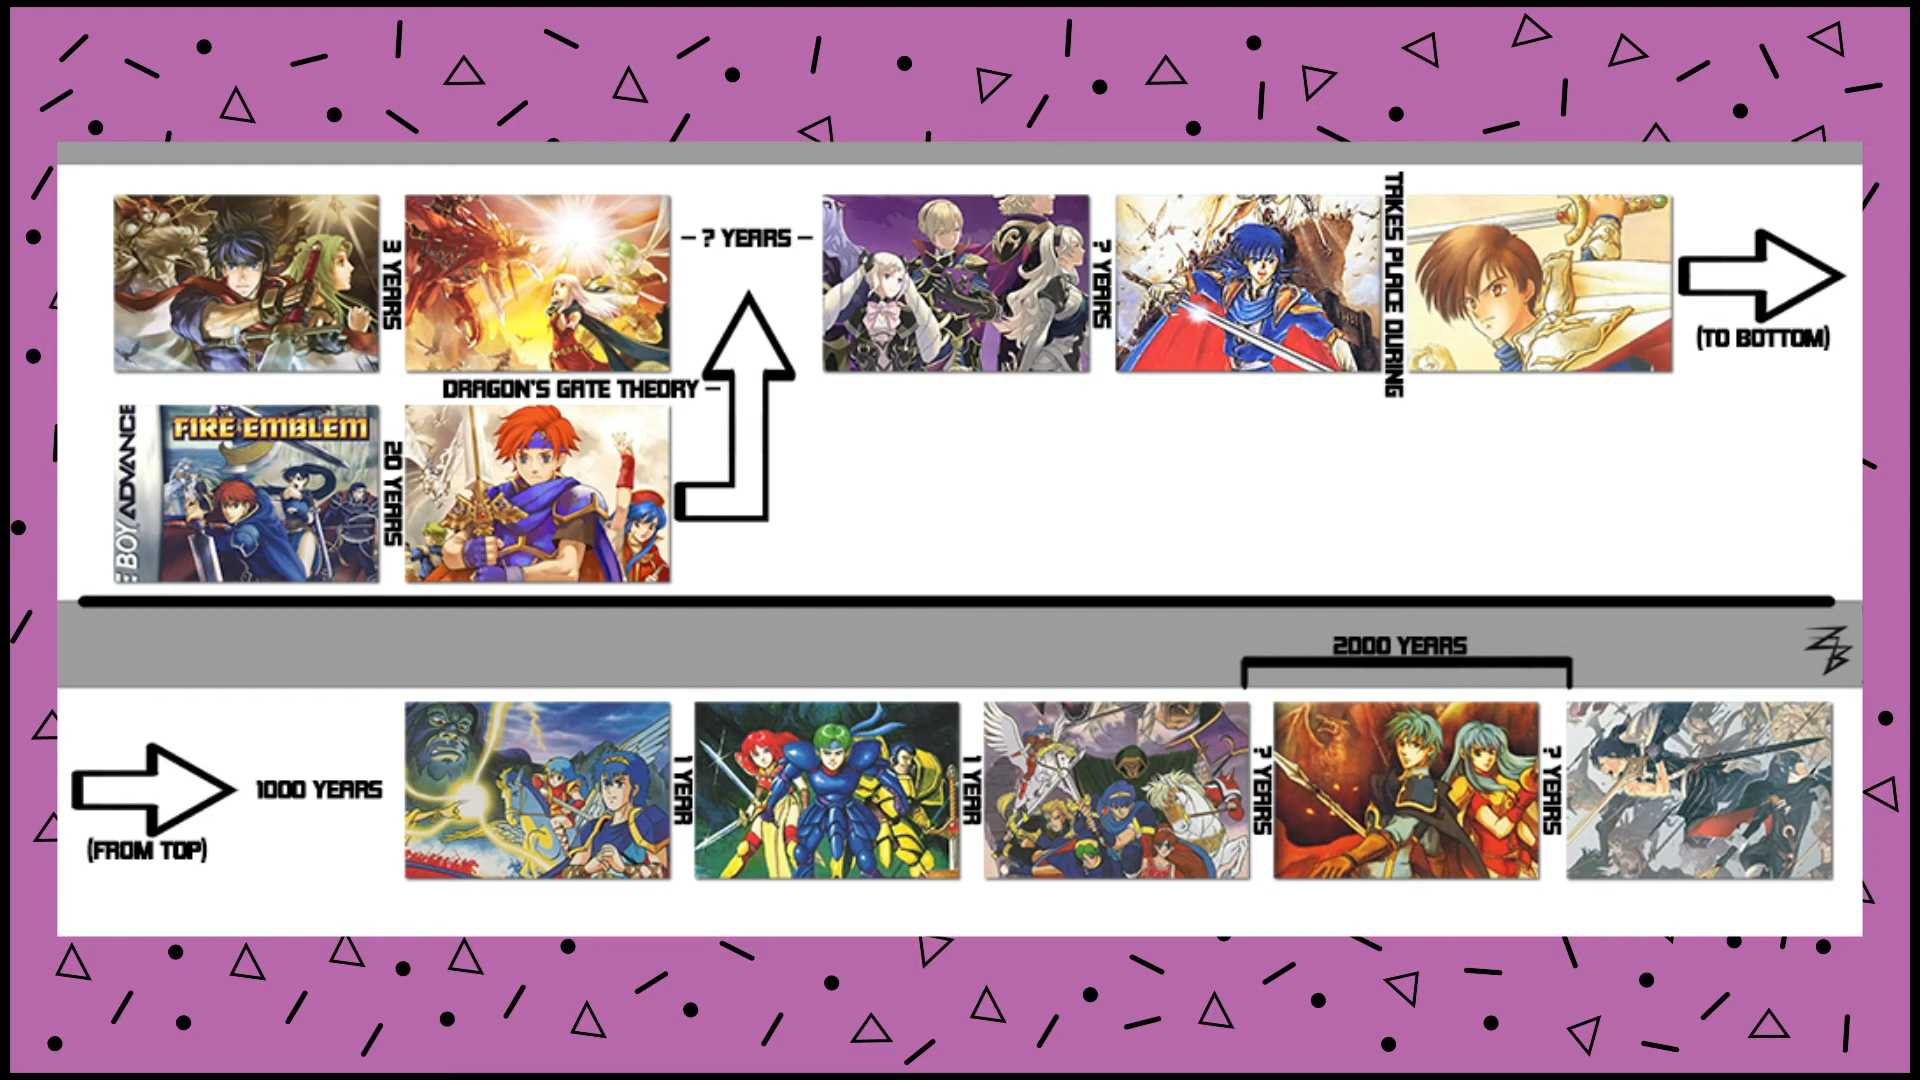 3 YEARS
– ? YEARS –
? YEARS
TAKES PLACE DURING
(TO BOTTOM)
DRAGON'S GATE THEORY –
BOY ADVANCE
FIRE EMBLEM
20 YEARS
2000 YEARS
(FROM TOP)
1000 YEARS
1 YEAR
1 YEAR
? YEARS
? YEARS